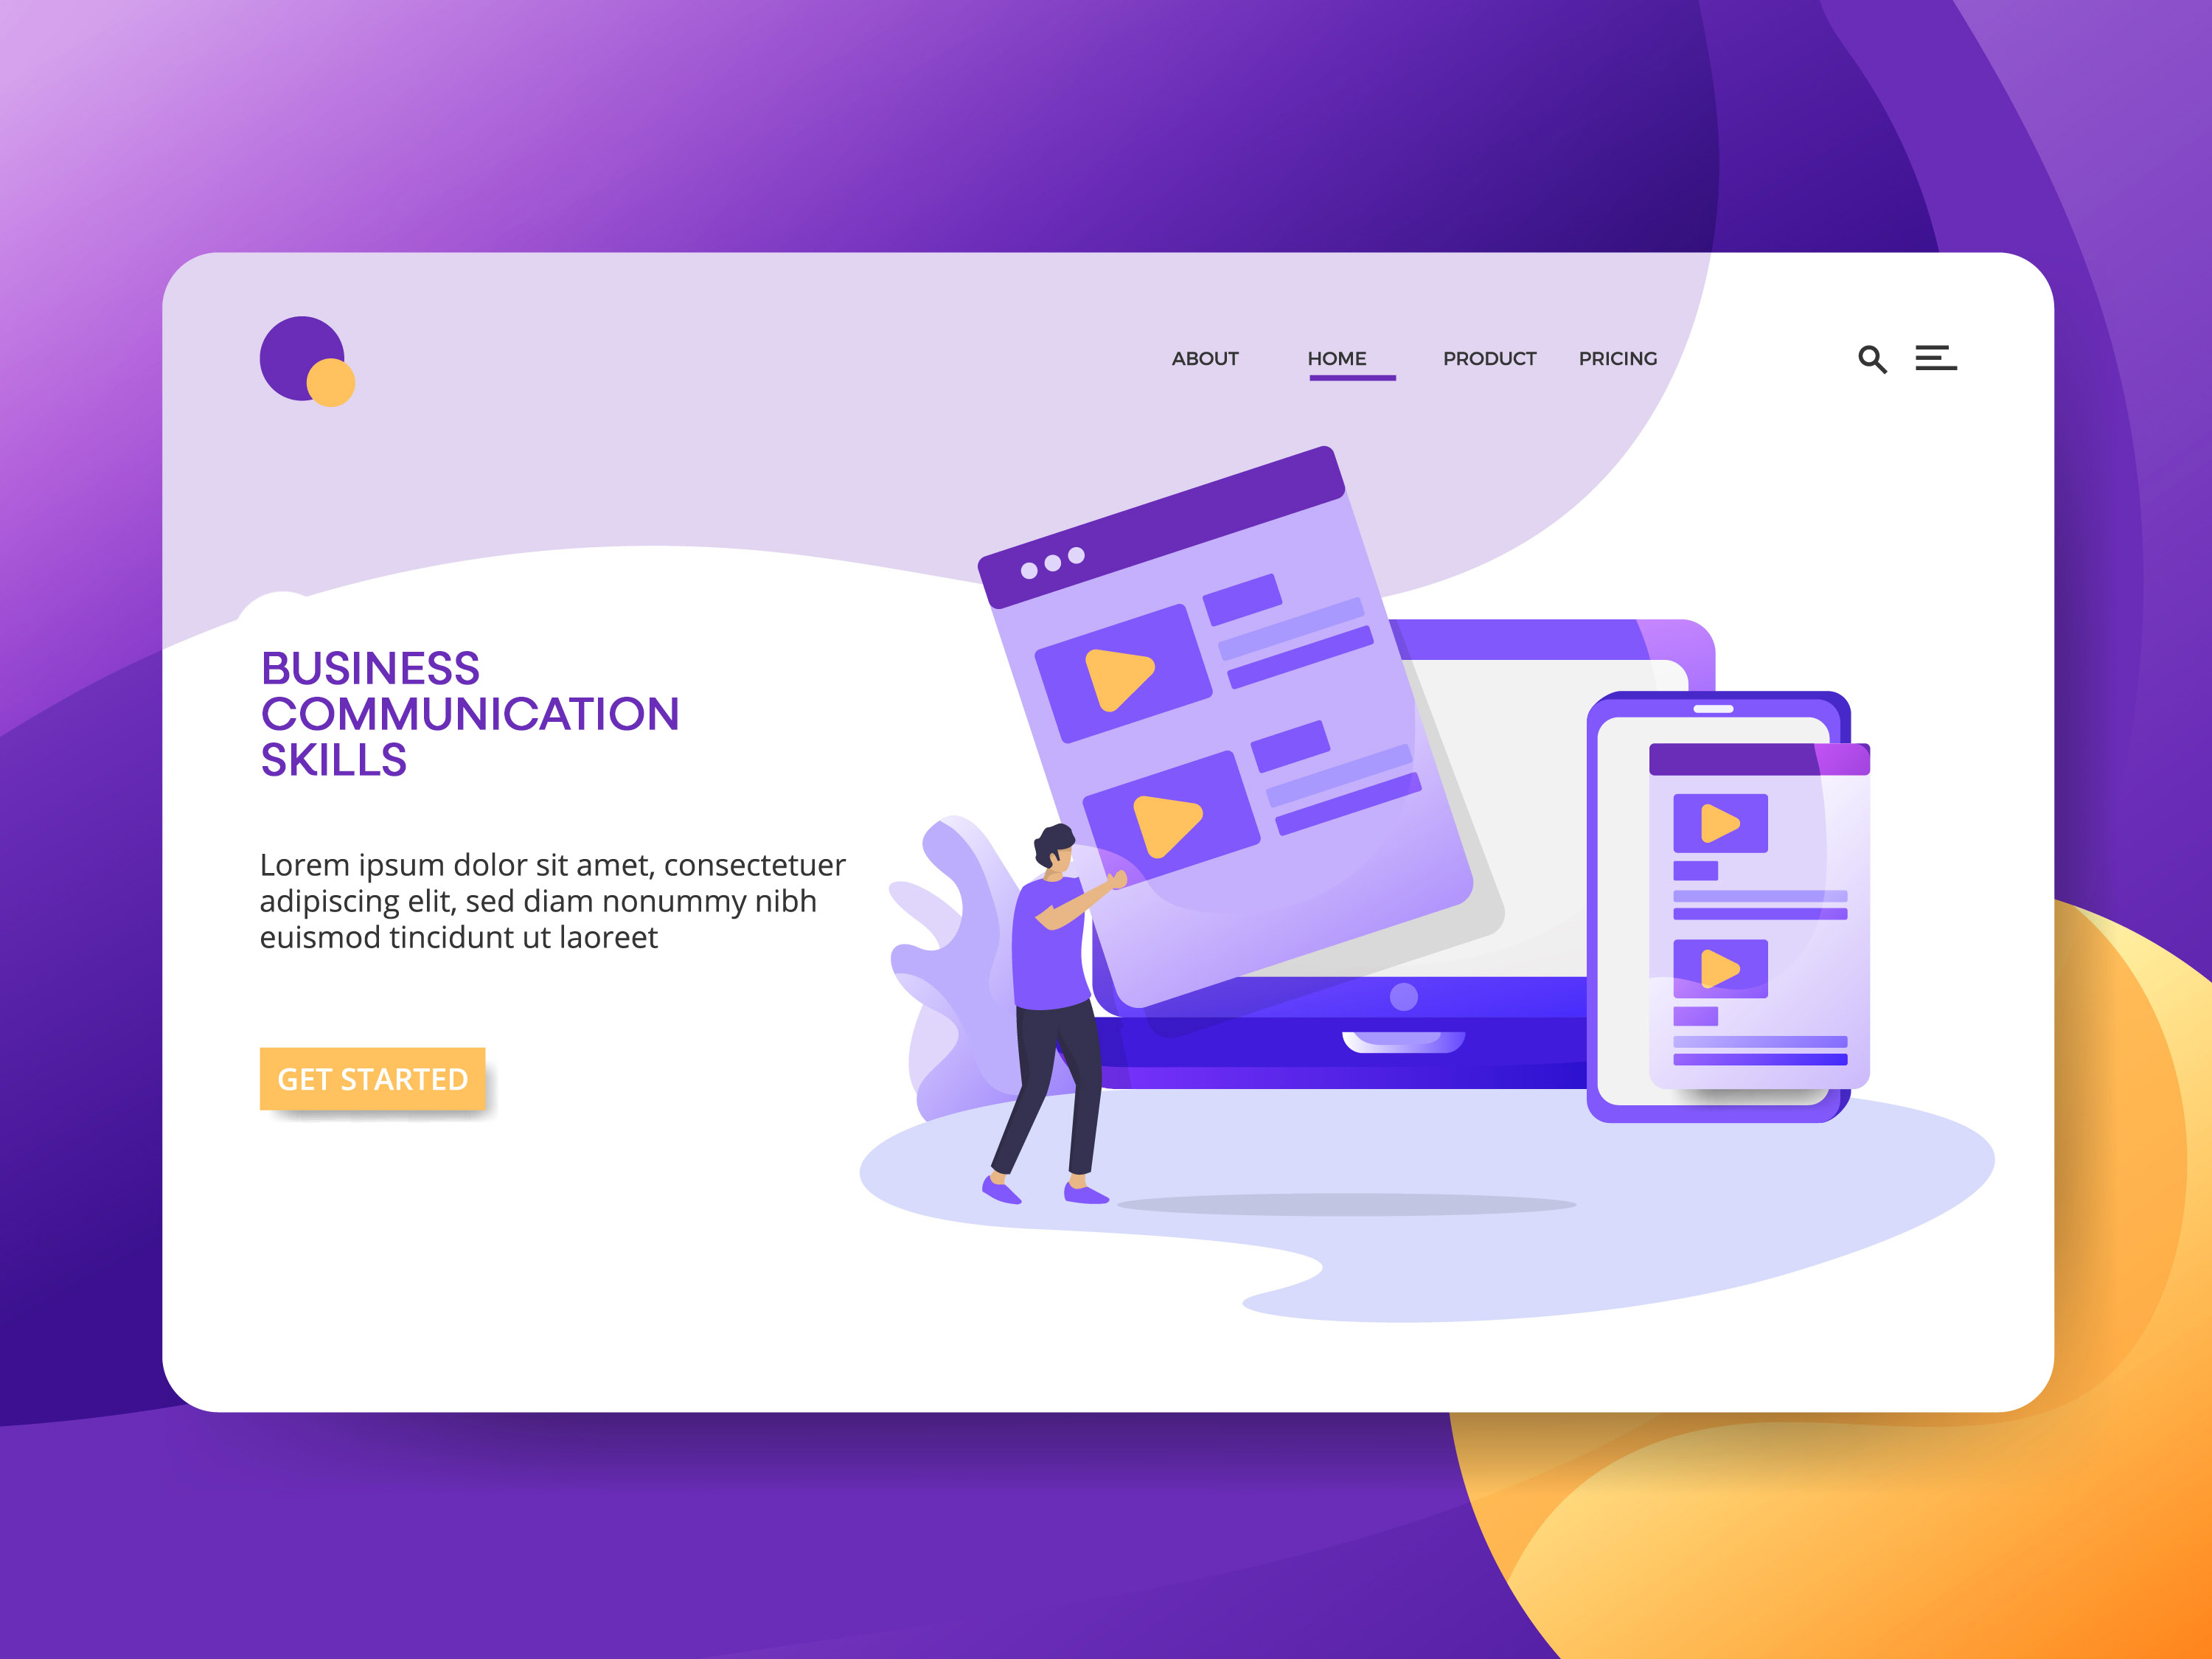 ABOUT HOME PRODUCT PRICING
BUSINESS
COMMUNICATION
SKILLS
Lorem ipsum dolor sit amet, consectetuer
adipiscing elit, sed diam nonummy nibh
euismod tincidunt ut laoreet
GET STARTED